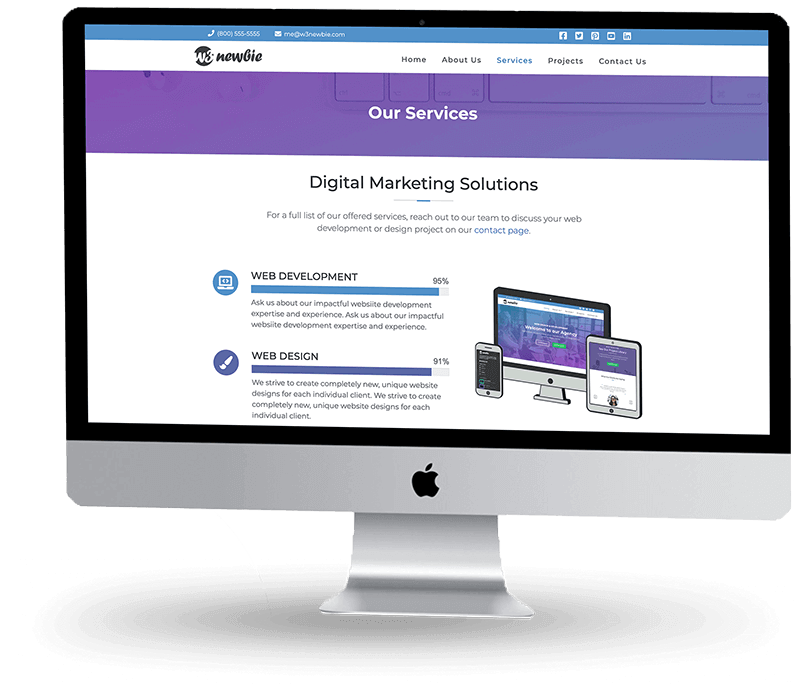 (800) 555-5555 me@w3newbie.com
W3 newbie
Home About Us Services Projects Contact Us
Our Services
Digital Marketing Solutions
For a full list of our offered services, reach out to our team to discuss your web
development or design project on our contact page.
WEB DEVELOPMENT 95%
Ask us about our impactful websiite development
expertise and experience. Ask us about our impactful
website development expertise and experience.
Welcome to our Agency
WEB DESIGN 91%
We strive to create completely new, unique website
designs for each individual client. We strive to create
completely new, unique website designs for each
individual client.